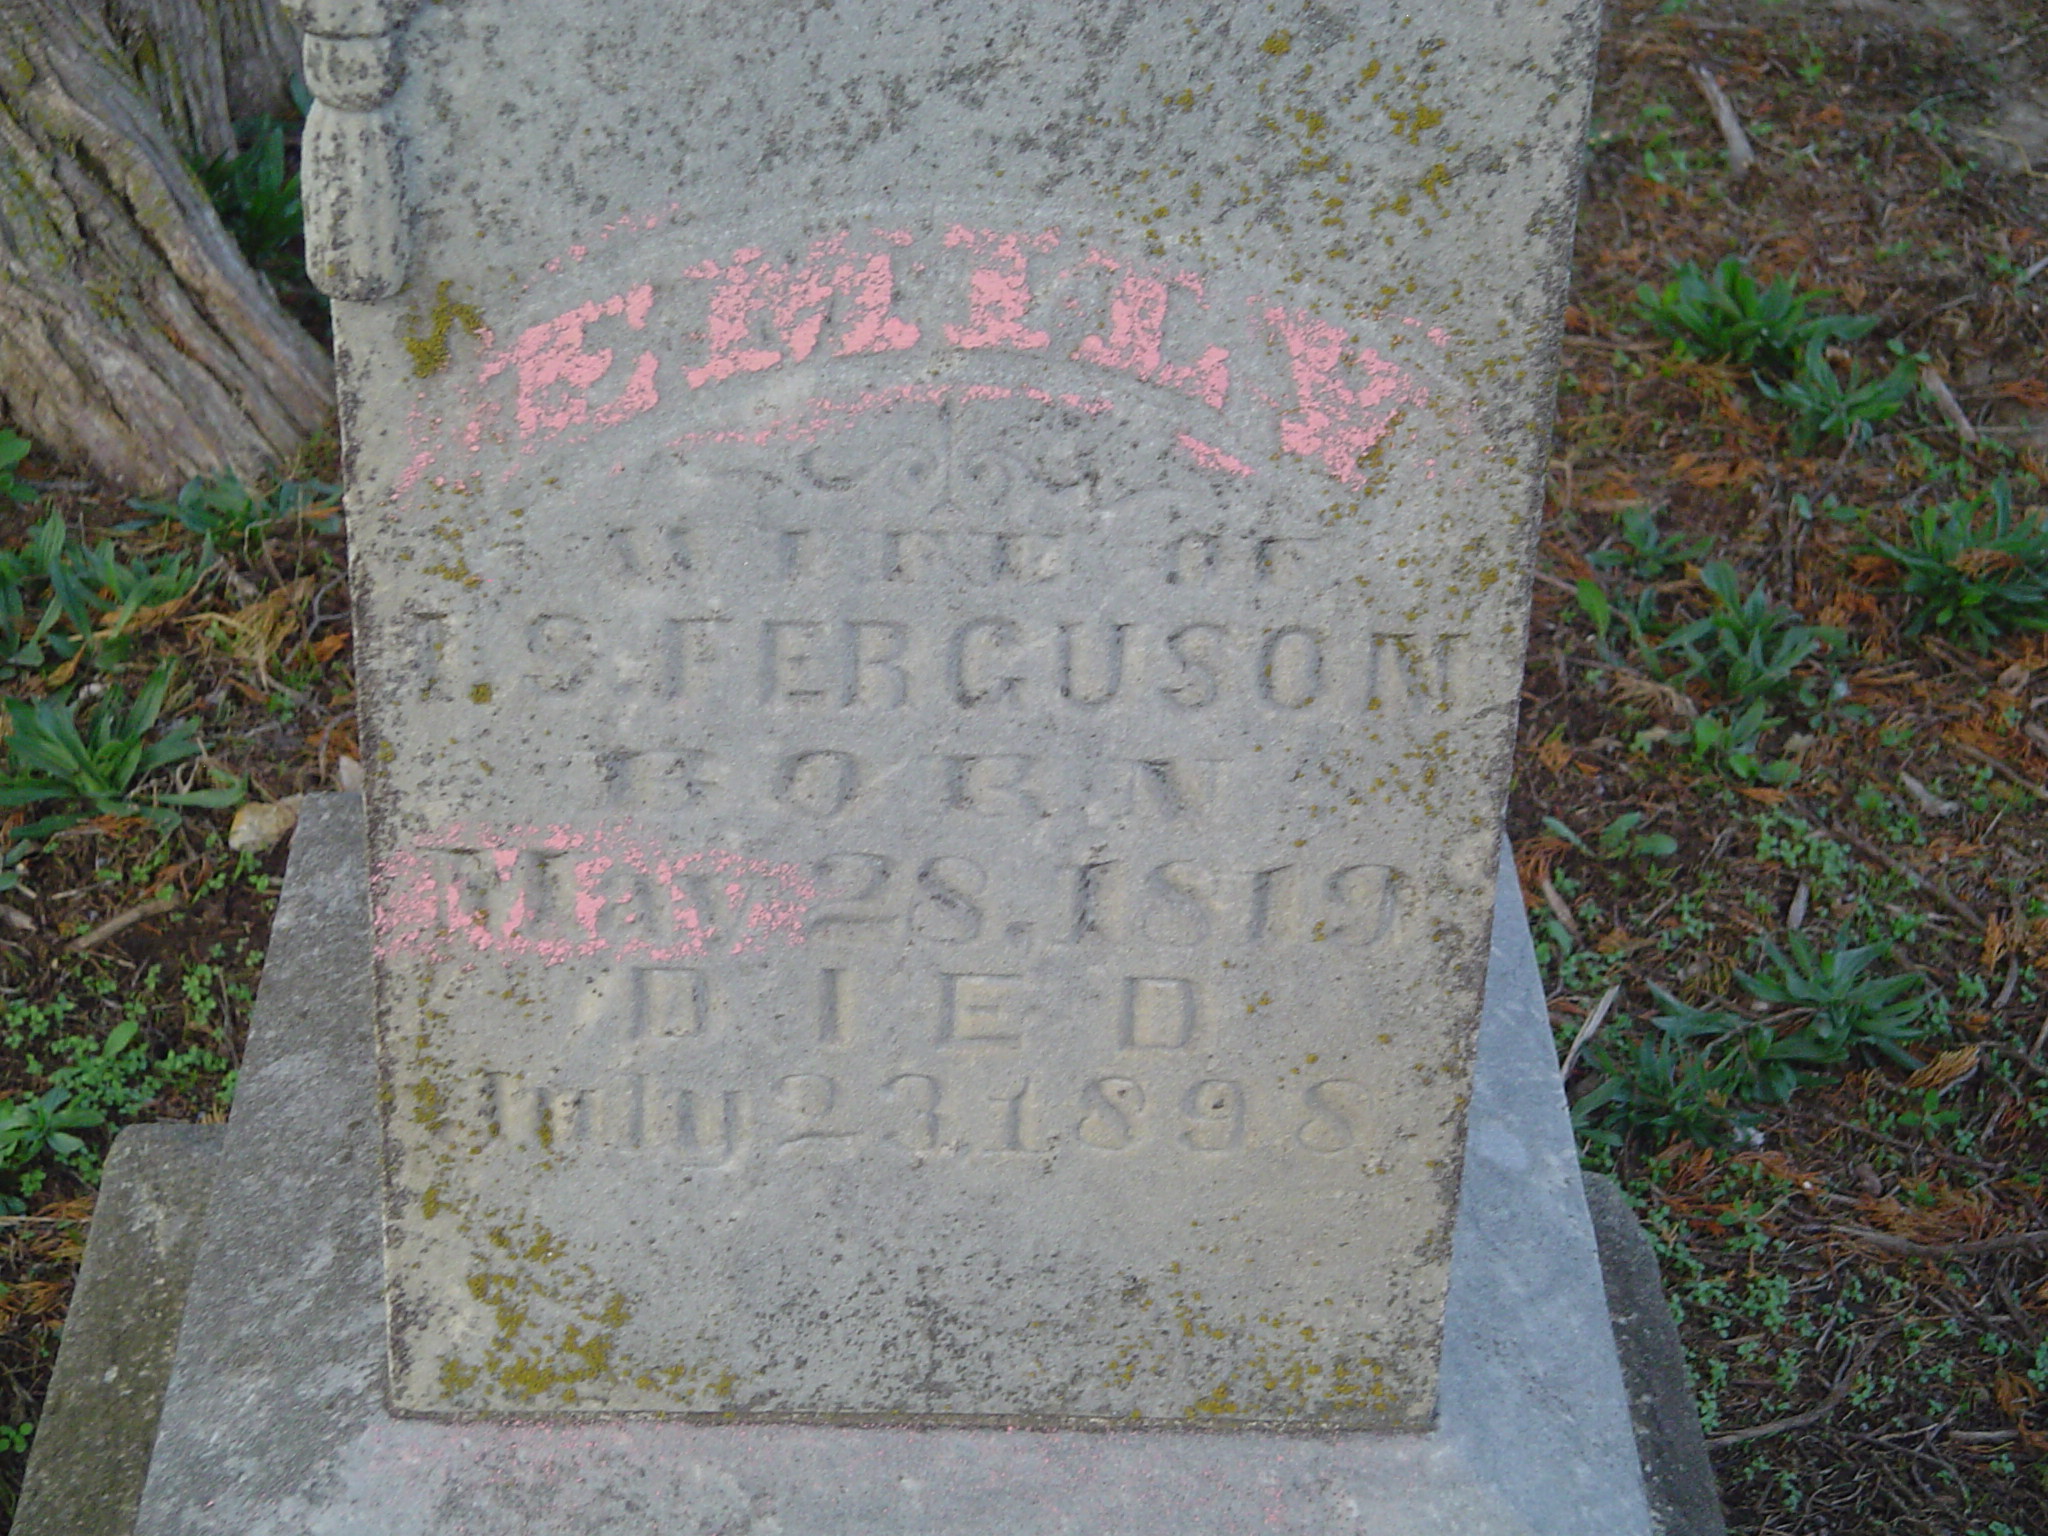 EMILY
WIFE OF
I. S. FERGUSON
BORN
May 28, 1819
DIED
July 23 1898